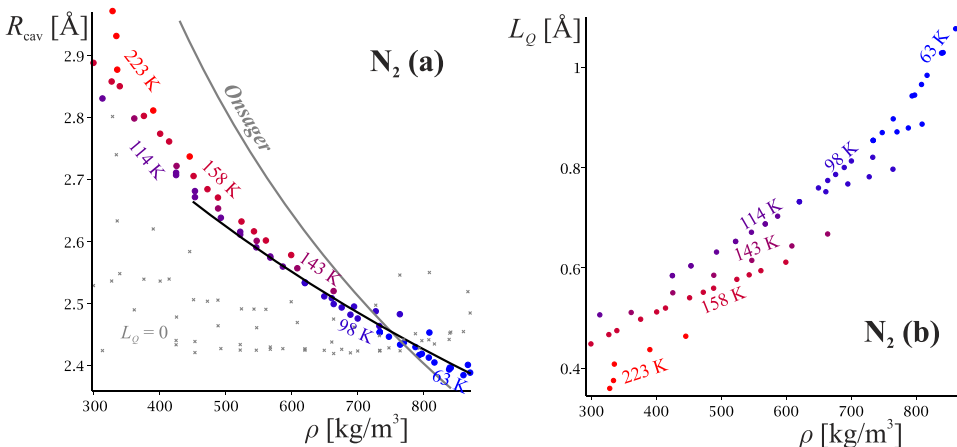 R_cav [Å]
N₂ (a)
2.9
2.8
2.7
2.6
2.5
2.4
223 K
Onsager
114 K
158 K
143 K
L_Q = 0
98 K
63 K
300 400 500 600 700 800
ρ [kg/m³]
L_Q [Å]
1
0.8
0.6
0.4
63 K
98 K
114 K
143 K
158 K
223 K
N₂ (b)
300 400 500 600 700 800
ρ [kg/m³]